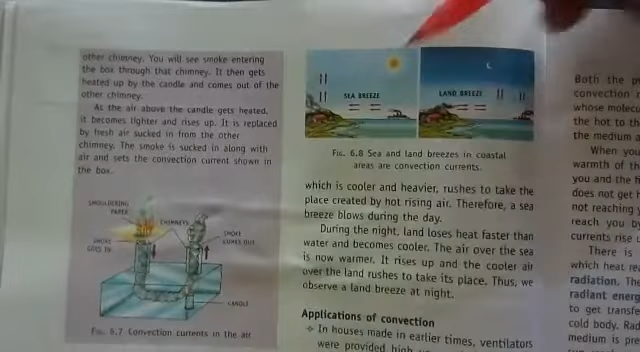 other chimney. You will see smoke entering
the box through that chimney. It then gets
heated up by the candle and comes out of the
other chimney.
As the air above the candle gets heated,
it becomes lighter and rises up. It is replaced
by fresh air sucked in from the other
chimney. The smoke is sucked in along with
air and sets the convection current shown in
the box.
SMOULDERING
PAPER
CHIMNEYS
SMOKE
GOES IN
SMOKE
COMES OUT
CANDLE
FIG. 6.7 Convection currents in the air
SEA BREEZE
LAND BREEZE
FIG. 6.8 Sea and land breezes in coastal
areas are convection currents.
which is cooler and heavier, rushes to take the
place created by hot rising air. Therefore, a sea
breeze blows during the day.
During the night, land loses heat faster than
water and becomes cooler. The air over the sea
is now warmer. It rises up and the cooler air
over the land rushes to take its place. Thus, we
observe a land breeze at night.
Applications of convection
In houses made in earlier times, ventilators
were provided high
Both the
convection
whose molec
the hot to th
the medium a
When you
warmth of th
you and the fi
does not get h
not reaching y
reach you by
currents rise u
There is
which heat re
radiation. The
radiant energ
to get transfe
cold body. Rad
medium is pre